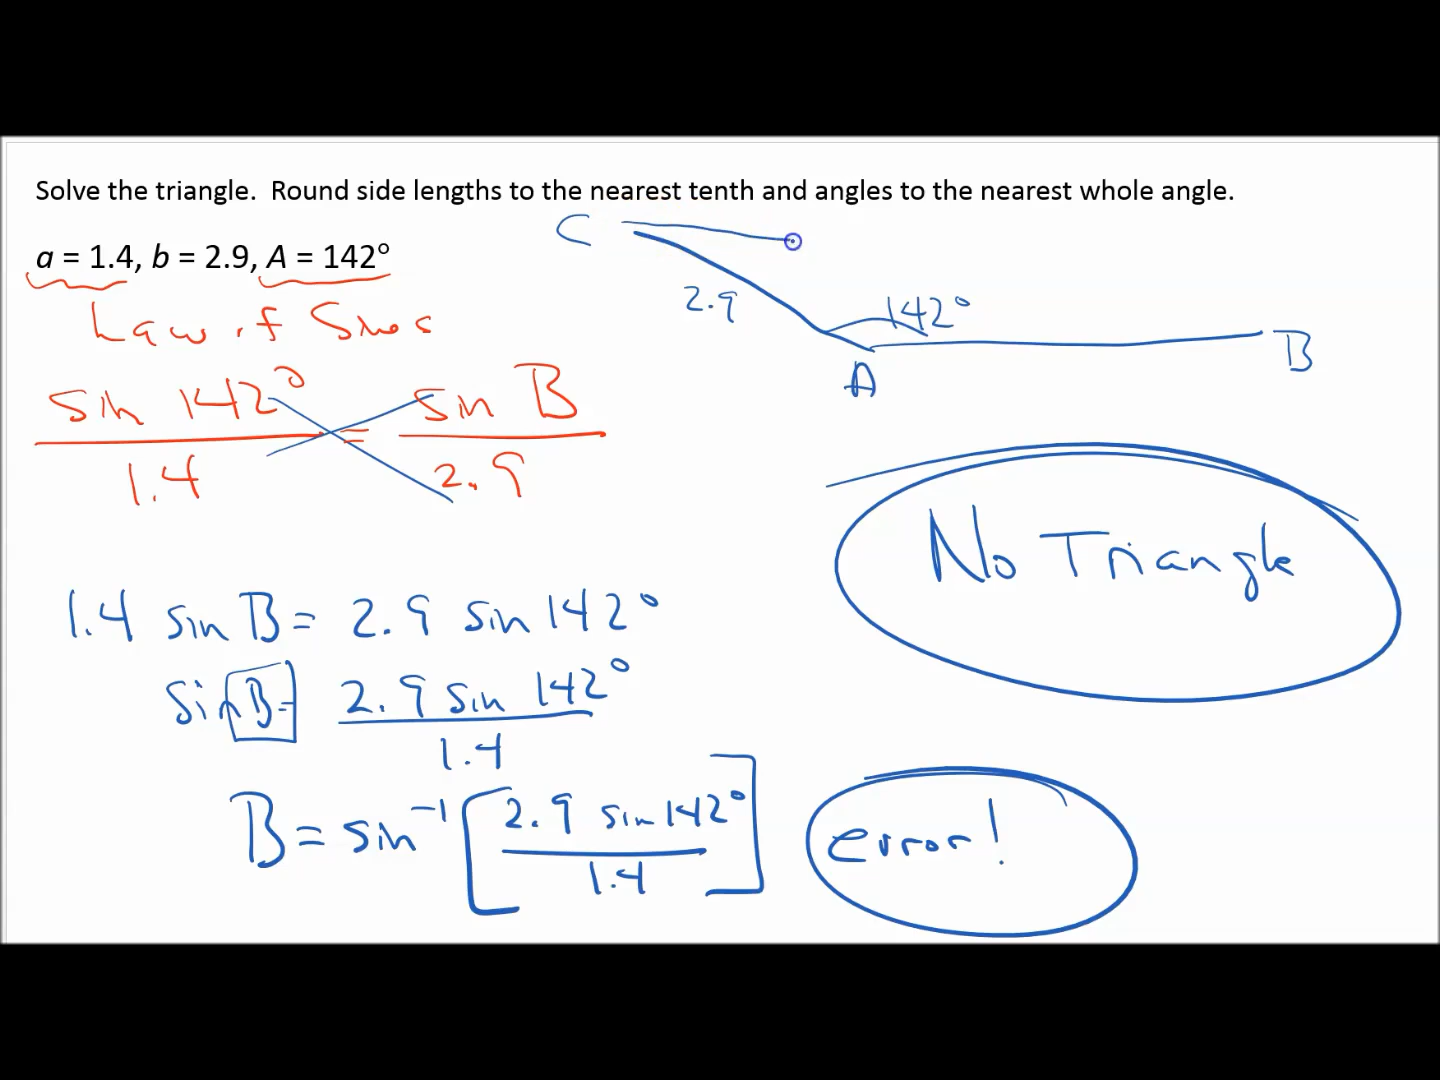 Solve the triangle. Round side lengths to the nearest tenth and angles to the nearest whole angle.
a = 1.4, b = 2.9, A = 142°
Law of Sines
sin 142° = sin B
1.4 2.9
C
2.9
142°
A
B
No Triangle
1.4 sin B = 2.9 sin 142°
sin B = 2.9 sin 142°
1.4
B = sin⁻¹ [ 2.9 sin 142° ]
1.4
error!